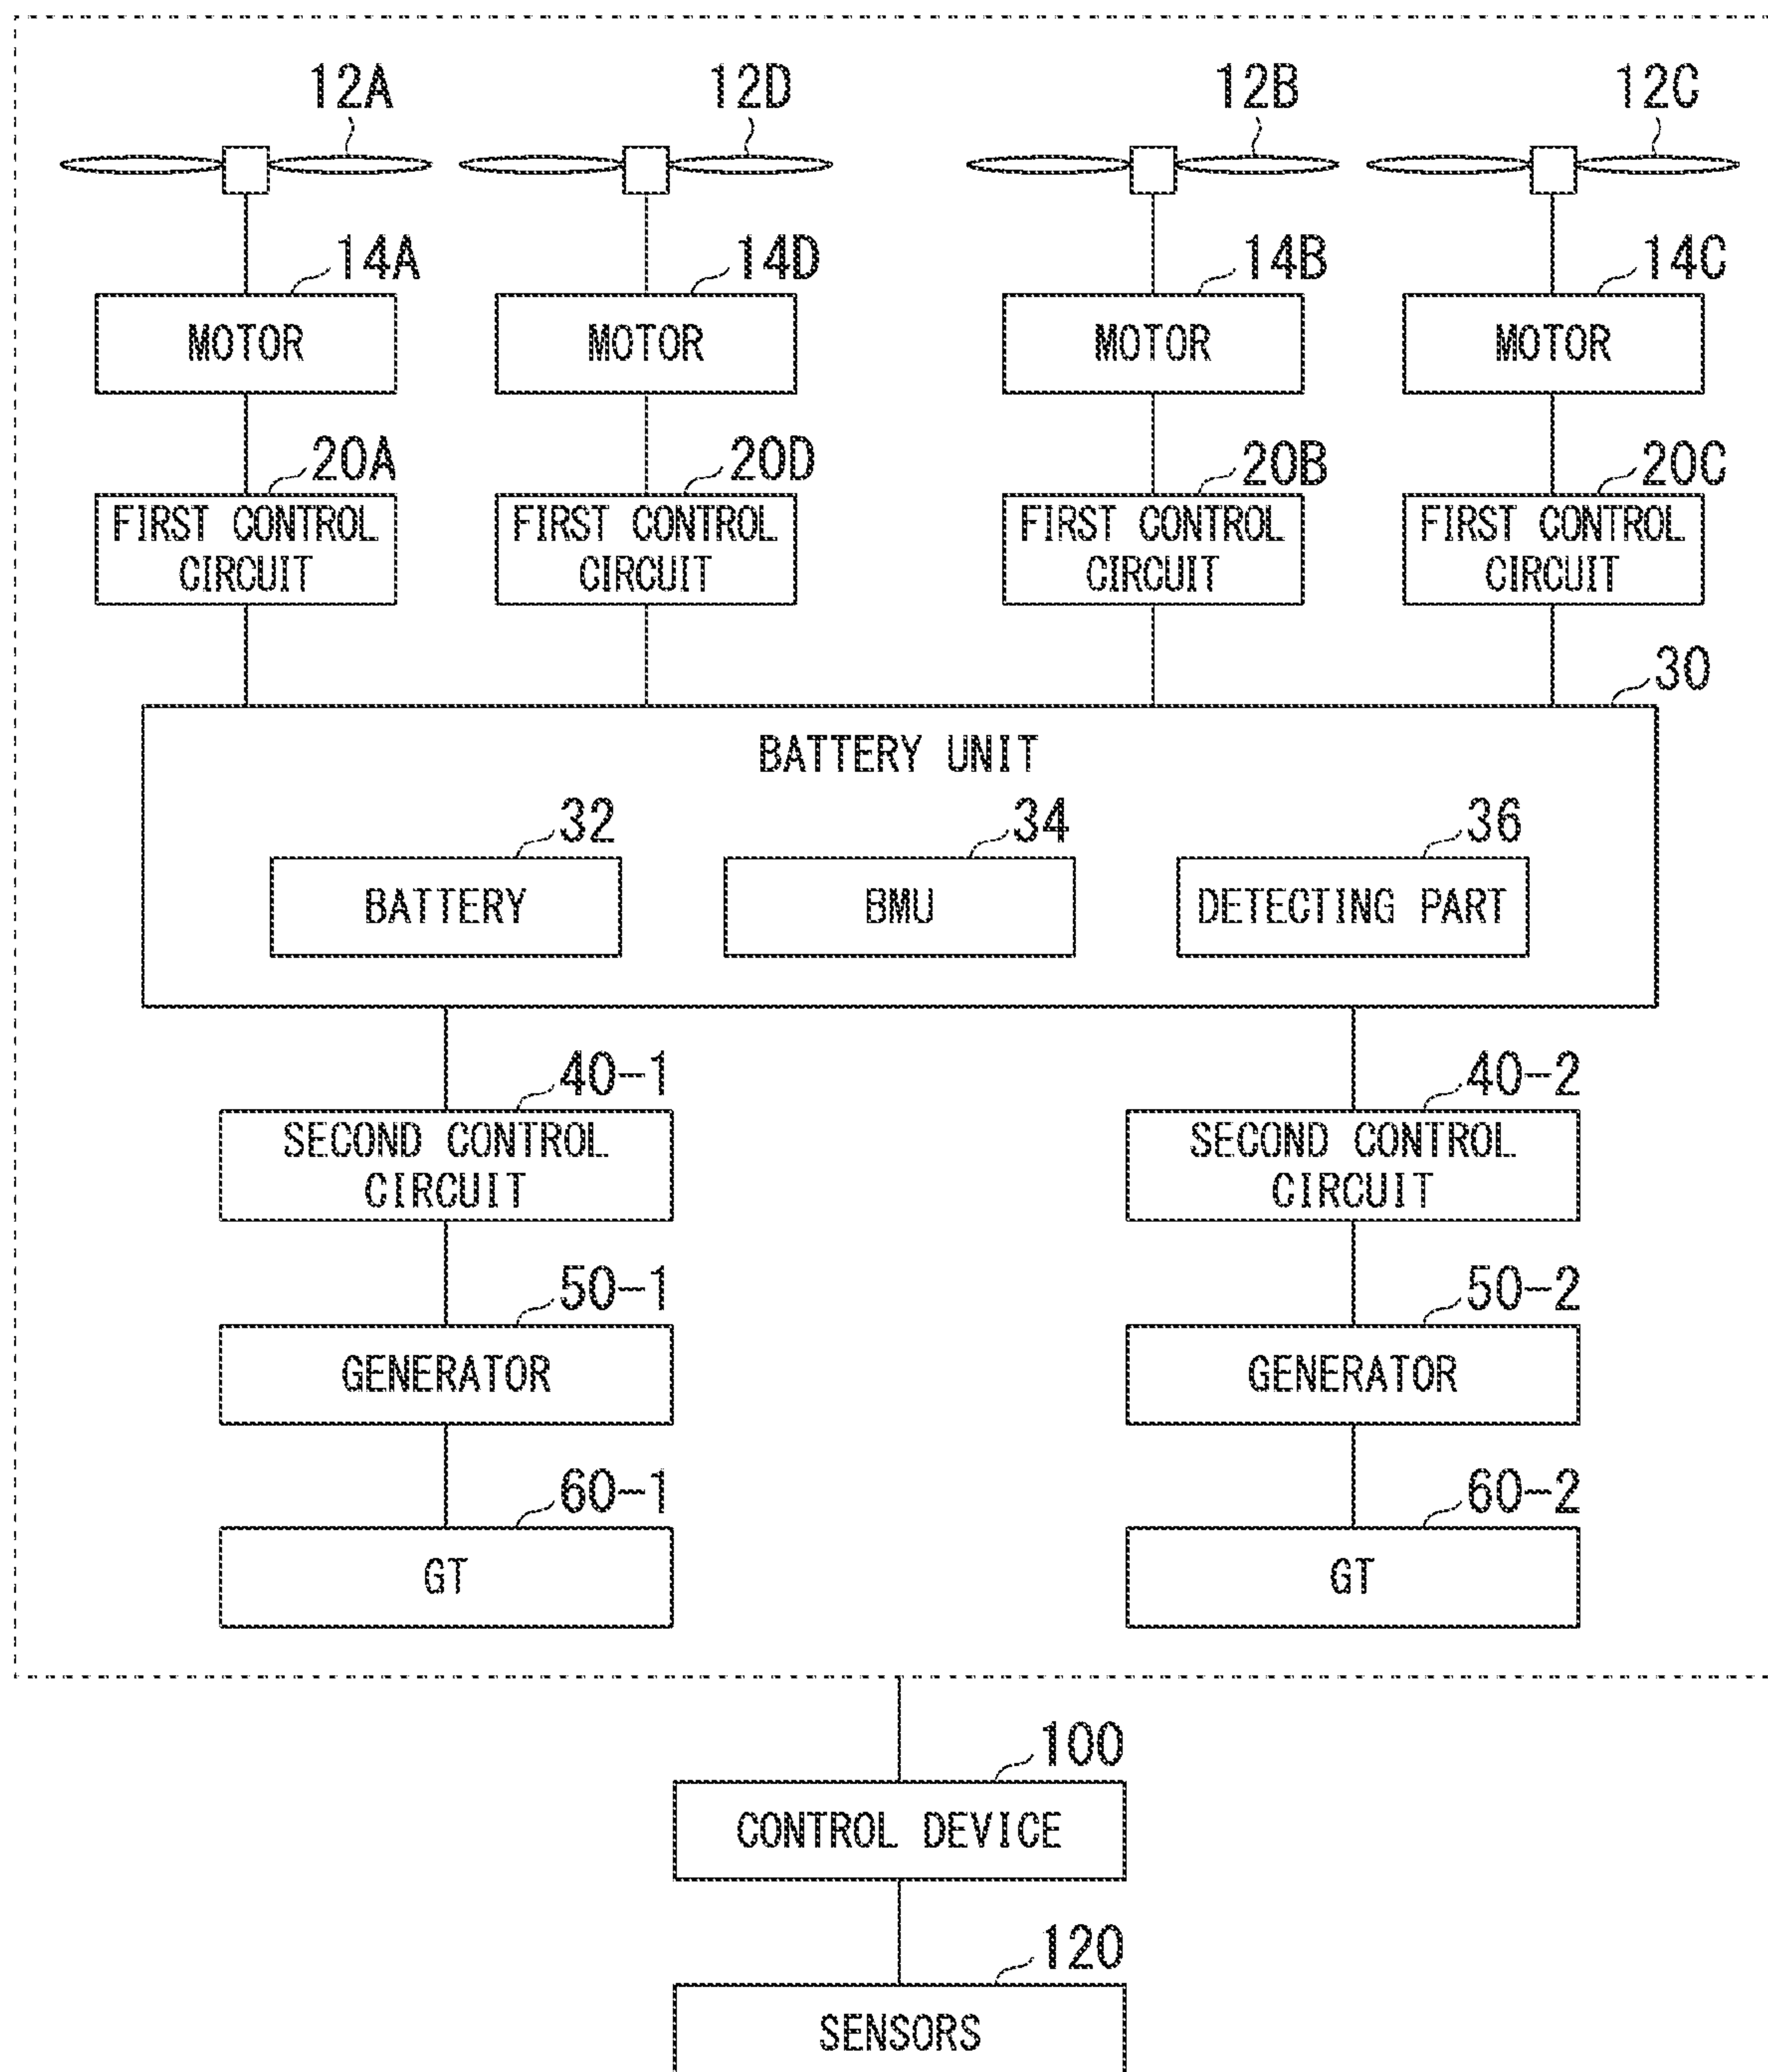 12A 12D 12B 12C
14A 14D 14B 14C
MOTOR MOTOR MOTOR MOTOR
20A 20D 20B 20C
FIRST CONTROL FIRST CONTROL FIRST CONTROL FIRST CONTROL
CIRCUIT CIRCUIT CIRCUIT CIRCUIT
30
BATTERY UNIT
32 34 36
BATTERY BMU DETECTING PART
40-1 40-2
SECOND CONTROL SECOND CONTROL
CIRCUIT CIRCUIT
50-1 50-2
GENERATOR GENERATOR
60-1 60-2
GT GT
100
CONTROL DEVICE
120
SENSORS